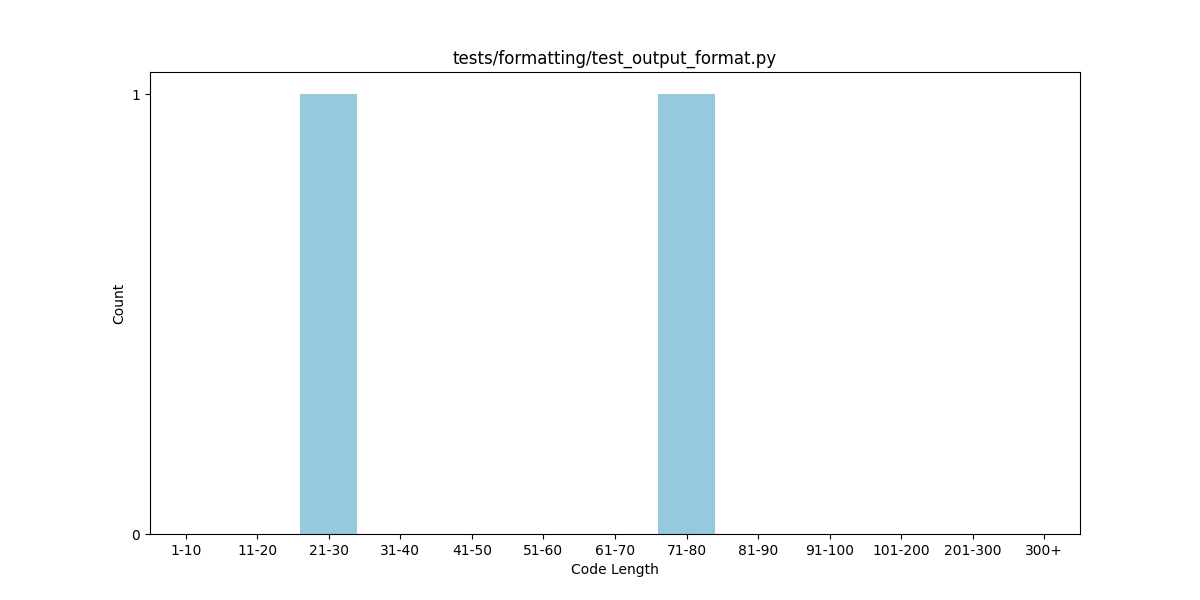 tests/formatting/test_output_format.py
1
Count
0
1-10 11-20 21-30 31-40 41-50 51-60 61-70 71-80 81-90 91-100 101-200 201-300 300+
Code Length